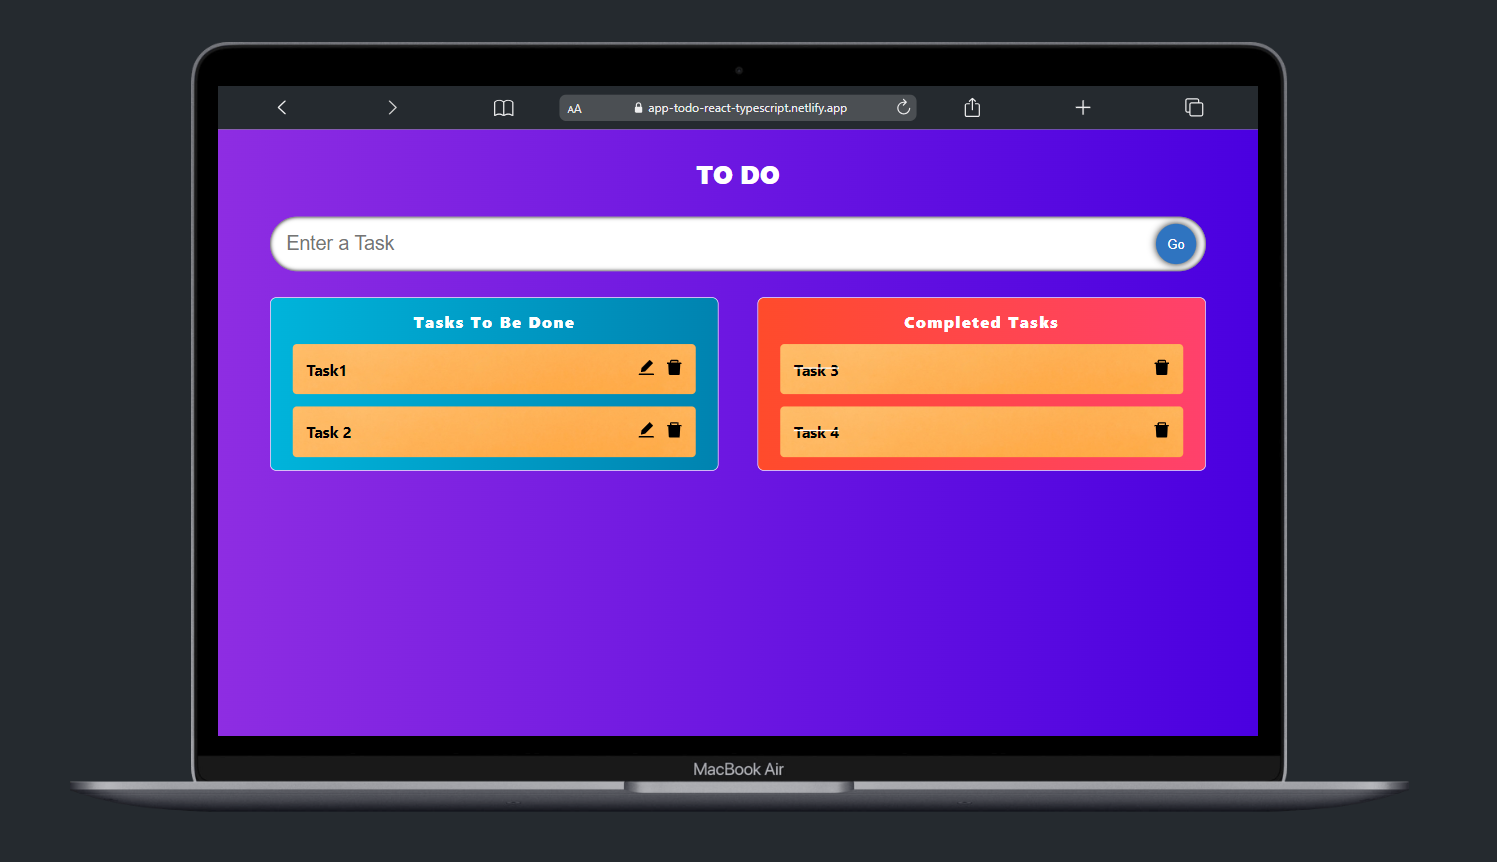 AA app-todo-react-typescript.netlify.app
TO DO
Enter a Task Go
Tasks To Be Done
Task1
Task 2
Completed Tasks
Task 3
Task 4
MacBook Air